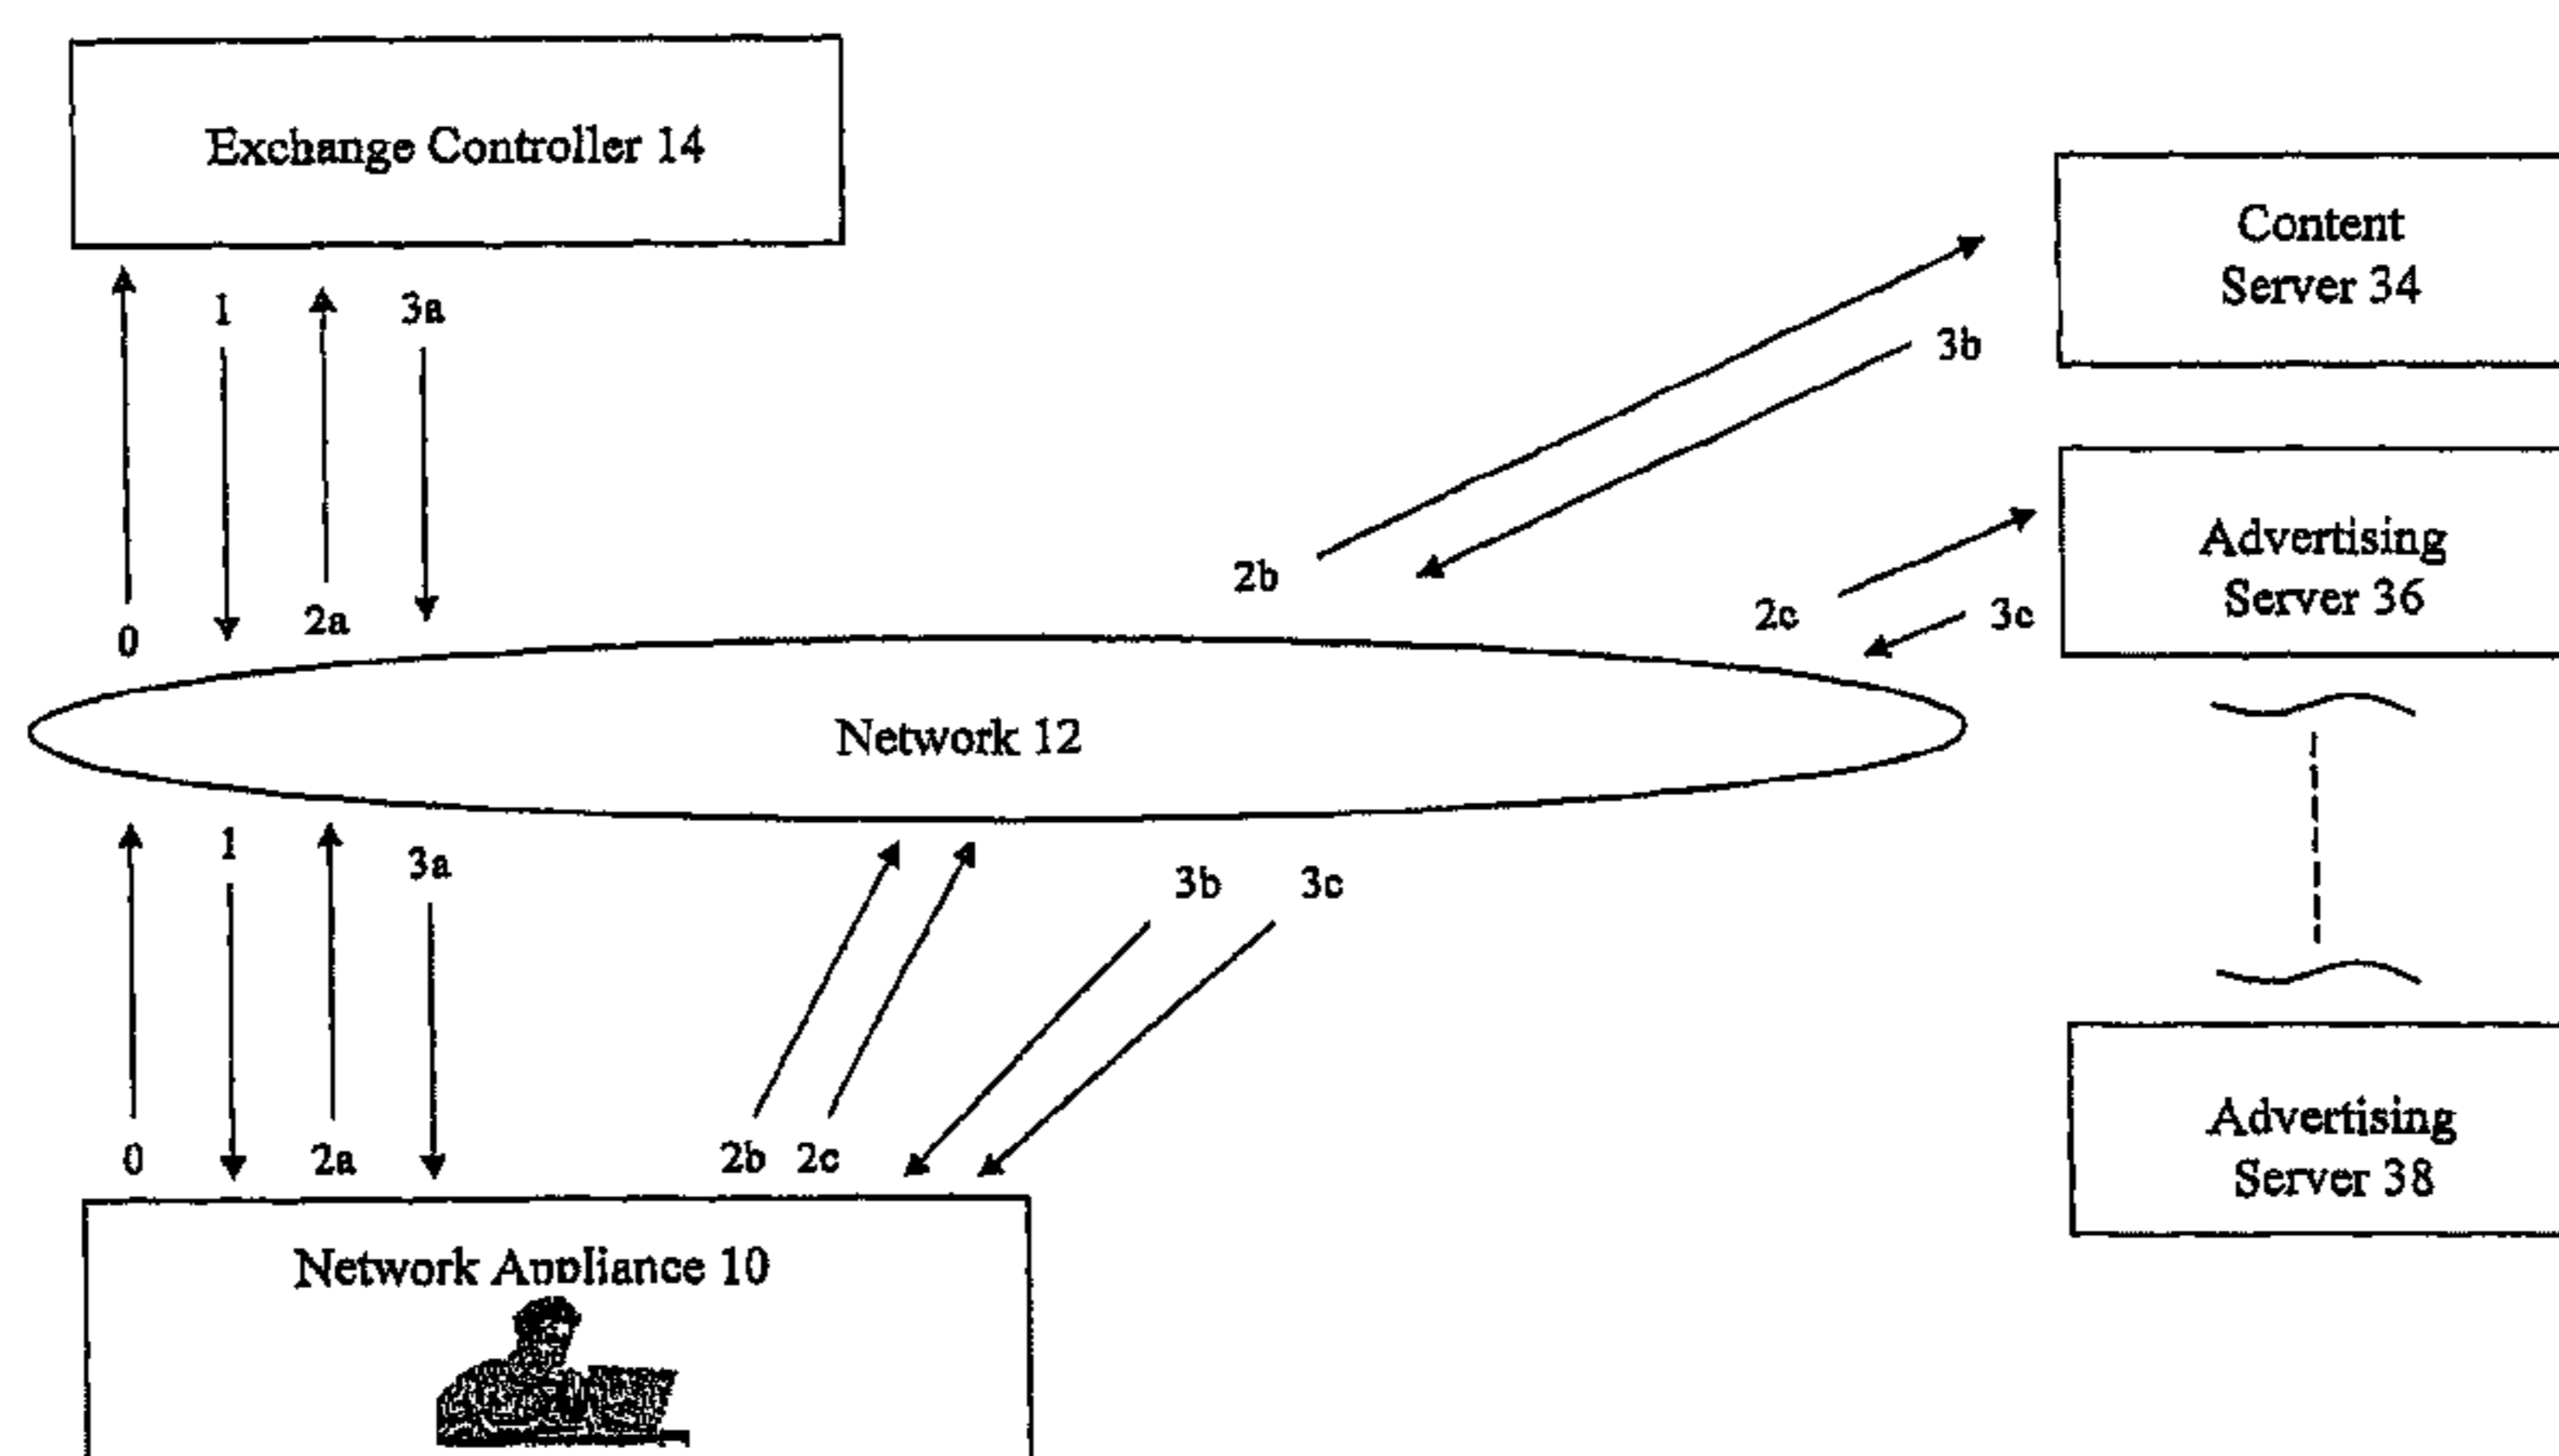 Exchange Controller 14
Content
Server 34
0
1
2a
3a
2b
3b
Advertising
Server 36
2c
3c
Network 12
0
1
2a
3a
2b
2c
3b
3c
Advertising
Server 38
Network Appliance 10